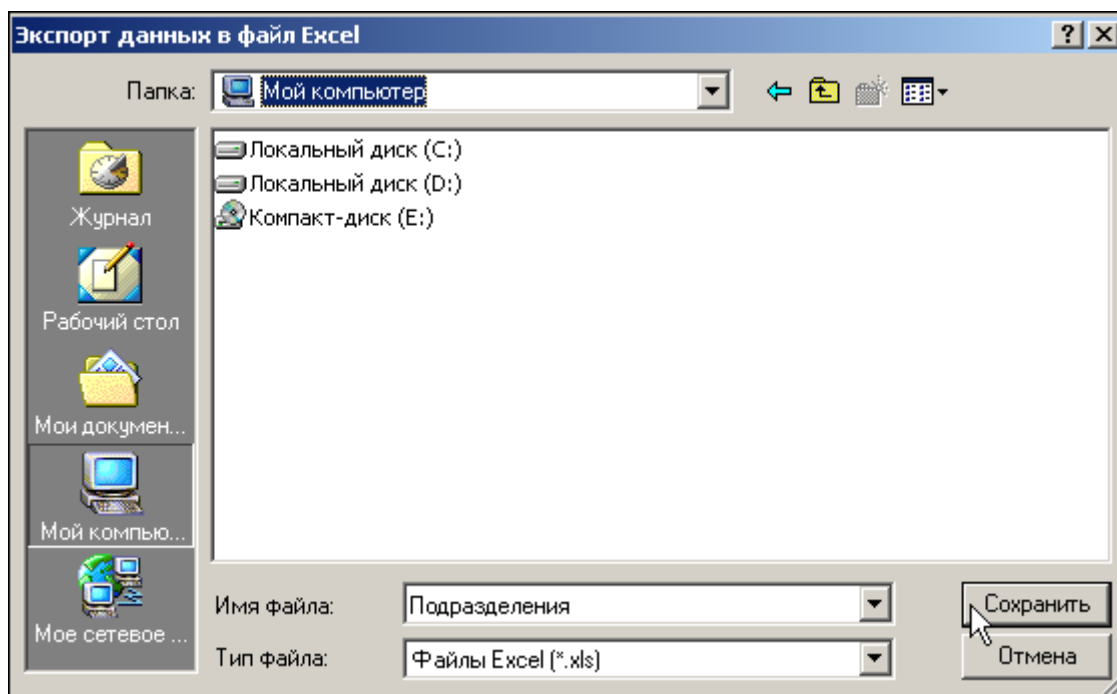 Экспорт данных в файл Excel
Папка: Мой компьютер
Локальный диск (C:)
Локальный диск (D:)
Компакт-диск (E:)
Журнал
Рабочий стол
Мои докумен...
Мой компью...
Мое сетевое ...
Имя файла: Подразделения
Сохранить
Тип файла: Файлы Excel (*.xls)
Отмена